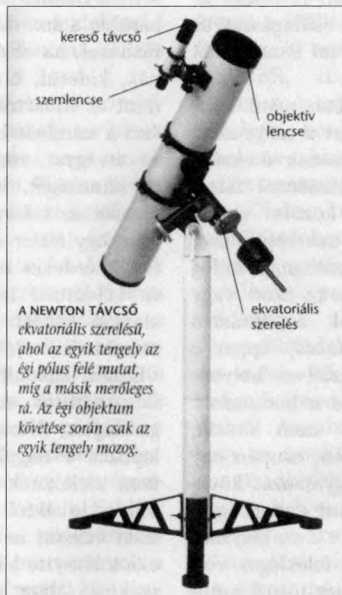 kereső távcső
szemlencse
objektív
lencse
ekvatoriális
szerelés
A NEWTON TÁVCSŐ
ekvatoriális szerelésű,
ahol az egyik tengely az
égi pólus felé mutat,
míg a másik merőleges
rá. Az égi objektum
követése során csak az
egyik tengely mozog.